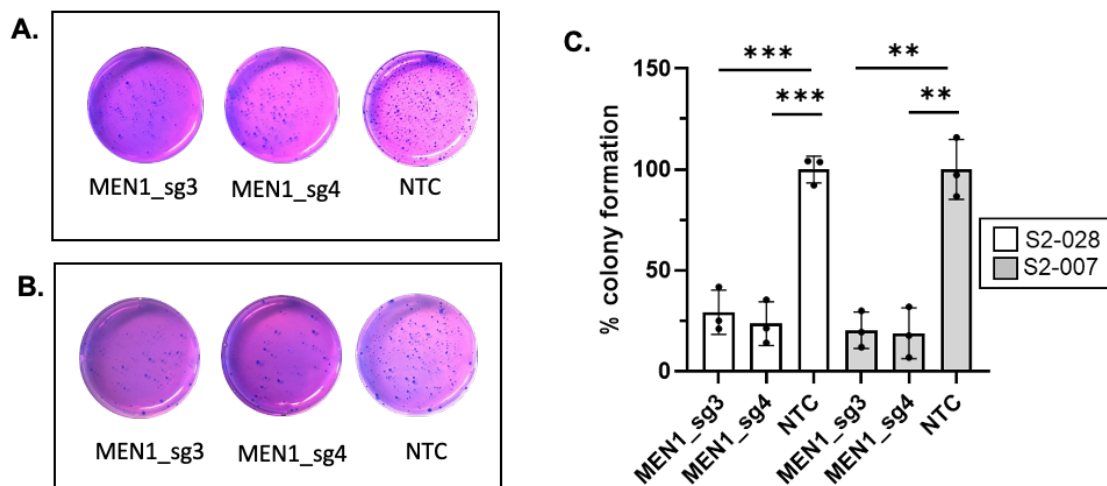 A.
MEN1_sg3 MEN1_sg4 NTC
B.
MEN1_sg3 MEN1_sg4 NTC
C.
*** **
*** **
150
100
50
0
% colony formation
MEN1_sg3 MEN1_sg4 NTC MEN1_sg3 MEN1_sg4 NTC
S2-028
S2-007